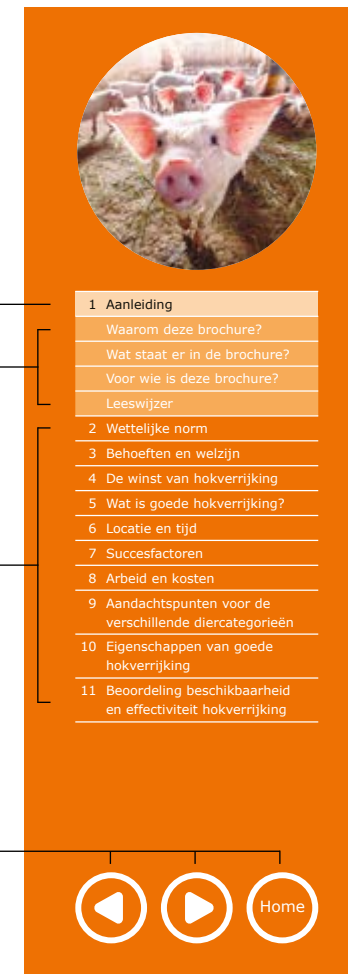 1 Aanleiding
Waarom deze brochure?
Wat staat er in de brochure?
Voor wie is deze brochure?
Leeswijzer
2 Wettelijke norm
3 Behoeften en welzijn
4 De winst van hokverrijking
5 Wat is goede hokverrijking?
6 Locatie en tijd
7 Succesfactoren
8 Arbeid en kosten
9 Aandachtspunten voor de
verschillende diercategorieën
10 Eigenschappen van goede
hokverrijking
11 Beoordeling beschikbaarheid
en effectiviteit hokverrijking
Home